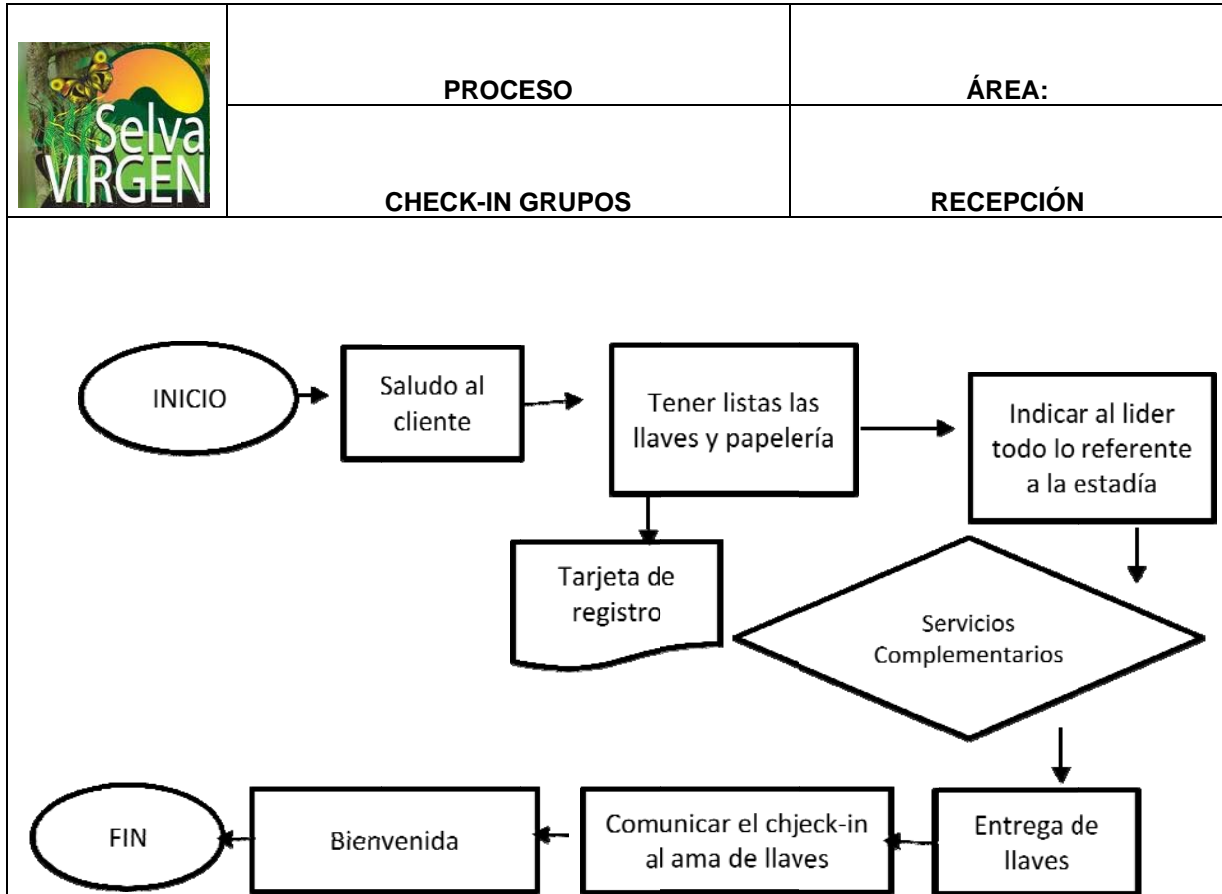 Selva
VIRGEN
PROCESO
ÁREA:
CHECK-IN GRUPOS
RECEPCIÓN
INICIO
Saludo al
cliente
Tener listas las
llaves y papelería
Indicar al lider
todo lo referente
a la estadía
Tarjeta de
registro
Servicios
Complementarios
Entrega de
llaves
Comunicar el chjeck-in
al ama de llaves
Bienvenida
FIN